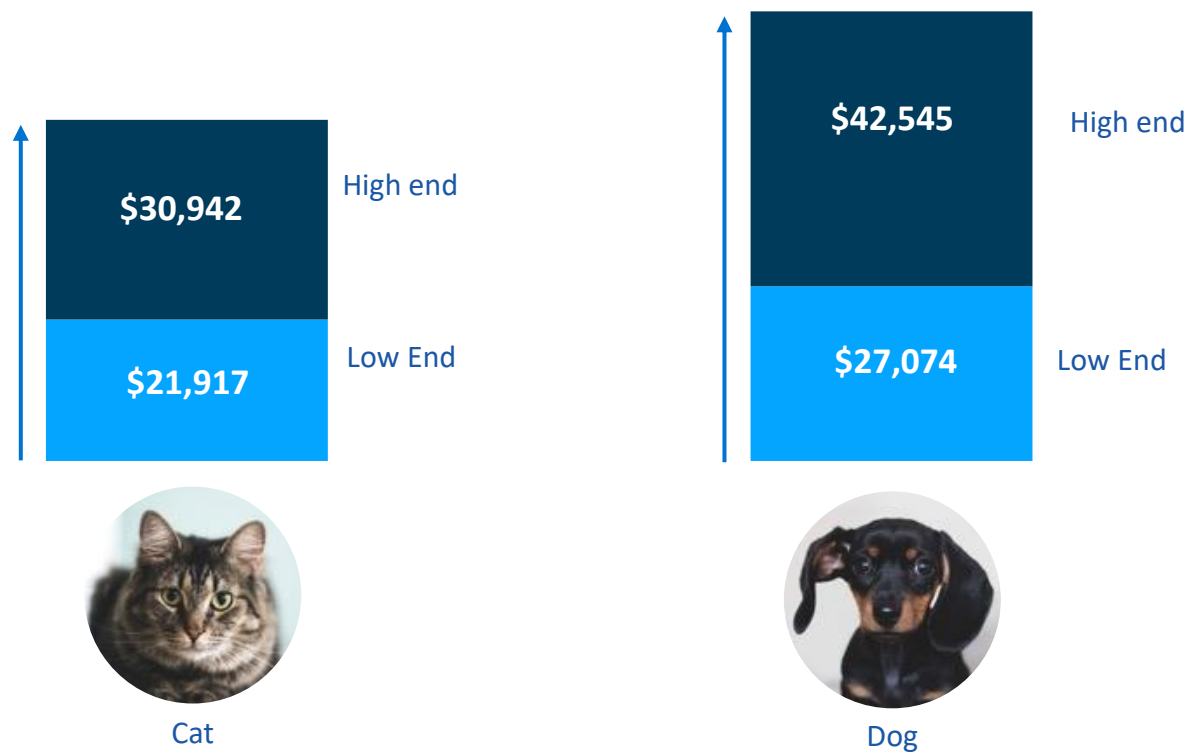 $30,942
High end
$21,917
Low End
Cat
$42,545
High end
$27,074
Low End
Dog